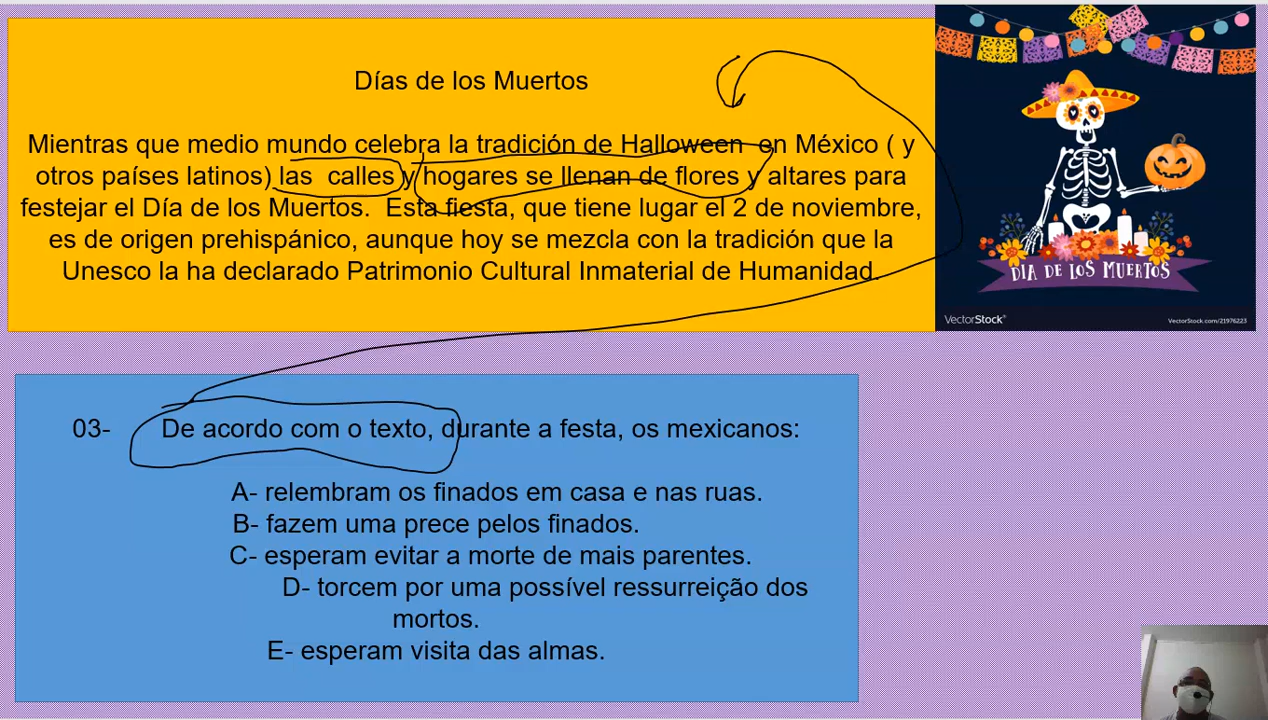 Días de los Muertos
Mientras que medio mundo celebra la tradición de Halloween en México ( y
otros países latinos) las calles y hogares se llenan de flores y altares para
festejar el Día de los Muertos. Esta fiesta, que tiene lugar el 2 de noviembre,
es de origen prehispánico, aunque hoy se mezcla con la tradición que la
Unesco la ha declarado Patrimonio Cultural Inmaterial de Humanidad.
DIA DE LOS MUERTOS
VectorStock®
VectorStock.com/21976223
03- De acordo com o texto, durante a festa, os mexicanos:
A- relembram os finados em casa e nas ruas.
B- fazem uma prece pelos finados.
C- esperam evitar a morte de mais parentes.
D- torcem por uma possível ressurreição dos
mortos.
E- esperam visita das almas.